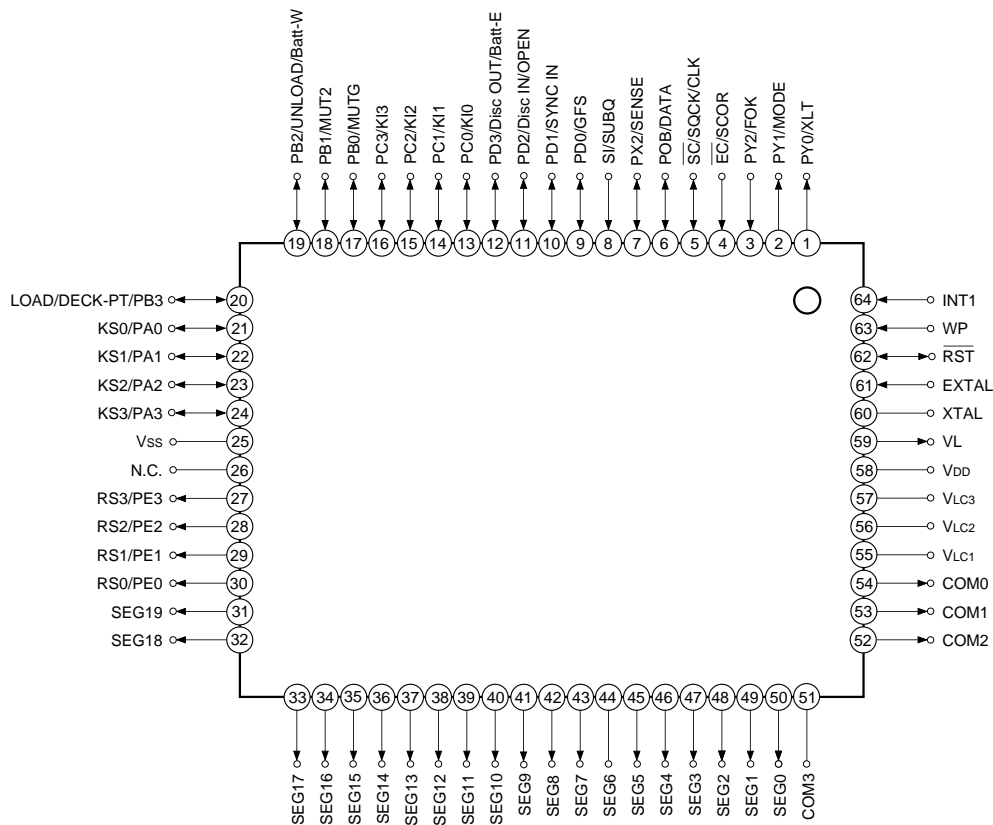 PB2/UNLOAD/Batt-W
PB1/MUT2
PB0/MUTG
PC3/KI3
PC2/KI2
PC1/KI1
PC0/KI0
PD3/Disc OUT/Batt-E
PD2/Disc IN/OPEN
PD1/SYNC IN
PD0/GFS
SI/SUBQ
PX2/SENSE
POB/DATA
SC/SQCK/CLK
EC/SCOR
PY2/FOK
PY1/MODE
PY0/XLT
19 18 17 16 15 14 13 12 11 10 9 8 7 6 5 4 3 2 1
LOAD/DECK-PT/PB3 20
KS0/PA0 21
KS1/PA1 22
KS2/PA2 23
KS3/PA3 24
VSS 25
N.C. 26
RS3/PE3 27
RS2/PE2 28
RS1/PE1 29
RS0/PE0 30
SEG19 31
SEG18 32
64 INT1
63 WP
62 RST
61 EXTAL
60 XTAL
59 VL
58 VDD
57 VLC3
56 VLC2
55 VLC1
54 COM0
53 COM1
52 COM2
33 34 35 36 37 38 39 40 41 42 43 44 45 46 47 48 49 50 51
SEG17
SEG16
SEG15
SEG14
SEG13
SEG12
SEG11
SEG10
SEG9
SEG8
SEG7
SEG6
SEG5
SEG4
SEG3
SEG2
SEG1
SEG0
COM3